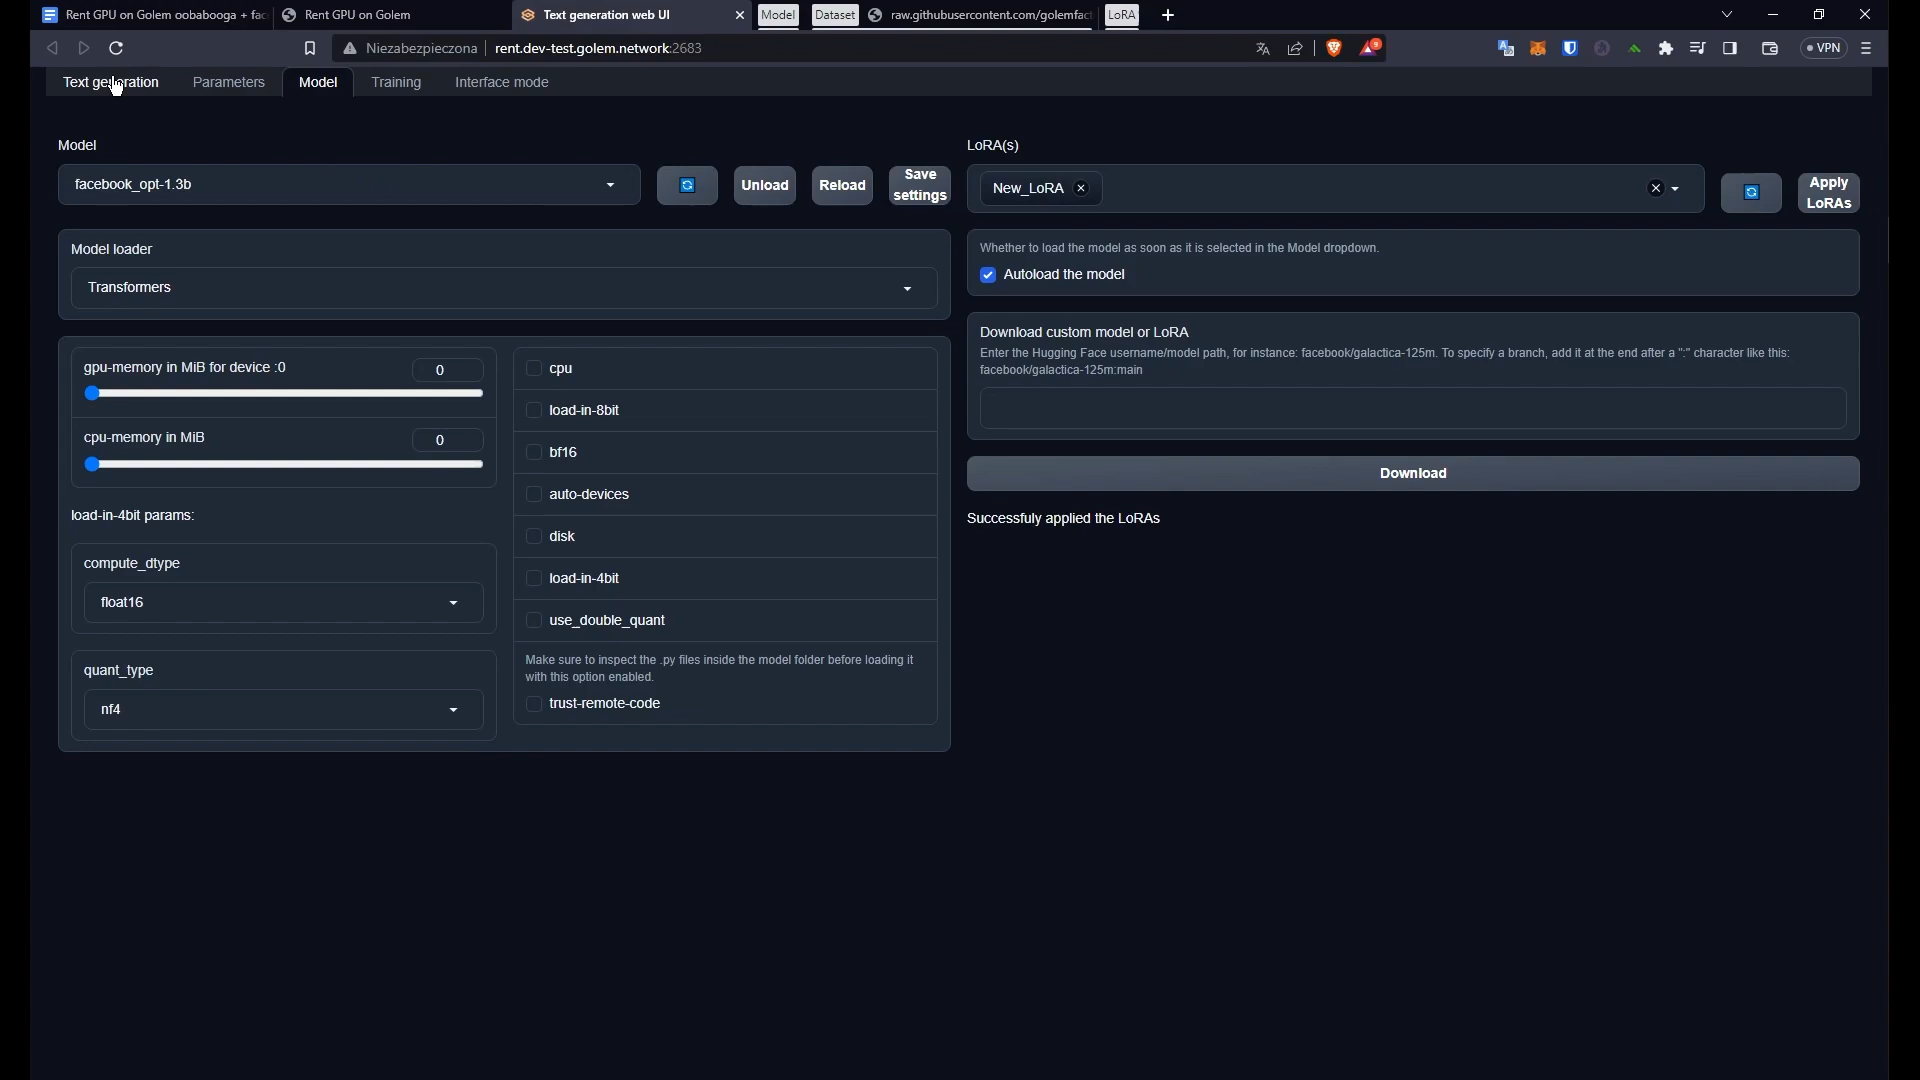 Rent GPU on Golem oobabooga + fac
Rent GPU on Golem
Text generation web UI
Model
Dataset
raw.githubusercontent.com/golemfact
LoRA
Niezabezpieczona
rent.dev-test.golem.network:2683
9
VPN
Text generation
Parameters
Model
Training
Interface mode
Model
facebook_opt-1.3b
Unload
Reload
Save
settings
Model loader
Transformers
gpu-memory in MiB for device :0
0
cpu-memory in MiB
0
load-in-4bit params:
compute_dtype
float16
quant_type
nf4
cpu
load-in-8bit
bf16
auto-devices
disk
load-in-4bit
use_double_quant
Make sure to inspect the .py files inside the model folder before loading it
with this option enabled.
trust-remote-code
LoRA(s)
New_LoRA
Apply
LoRAs
Whether to load the model as soon as it is selected in the Model dropdown.
Autoload the model
Download custom model or LoRA
Enter the Hugging Face username/model path, for instance: facebook/galactica-125m. To specify a branch, add it at the end after a ":" character like this:
facebook/galactica-125m:main
Download
Successfuly applied the LoRAs